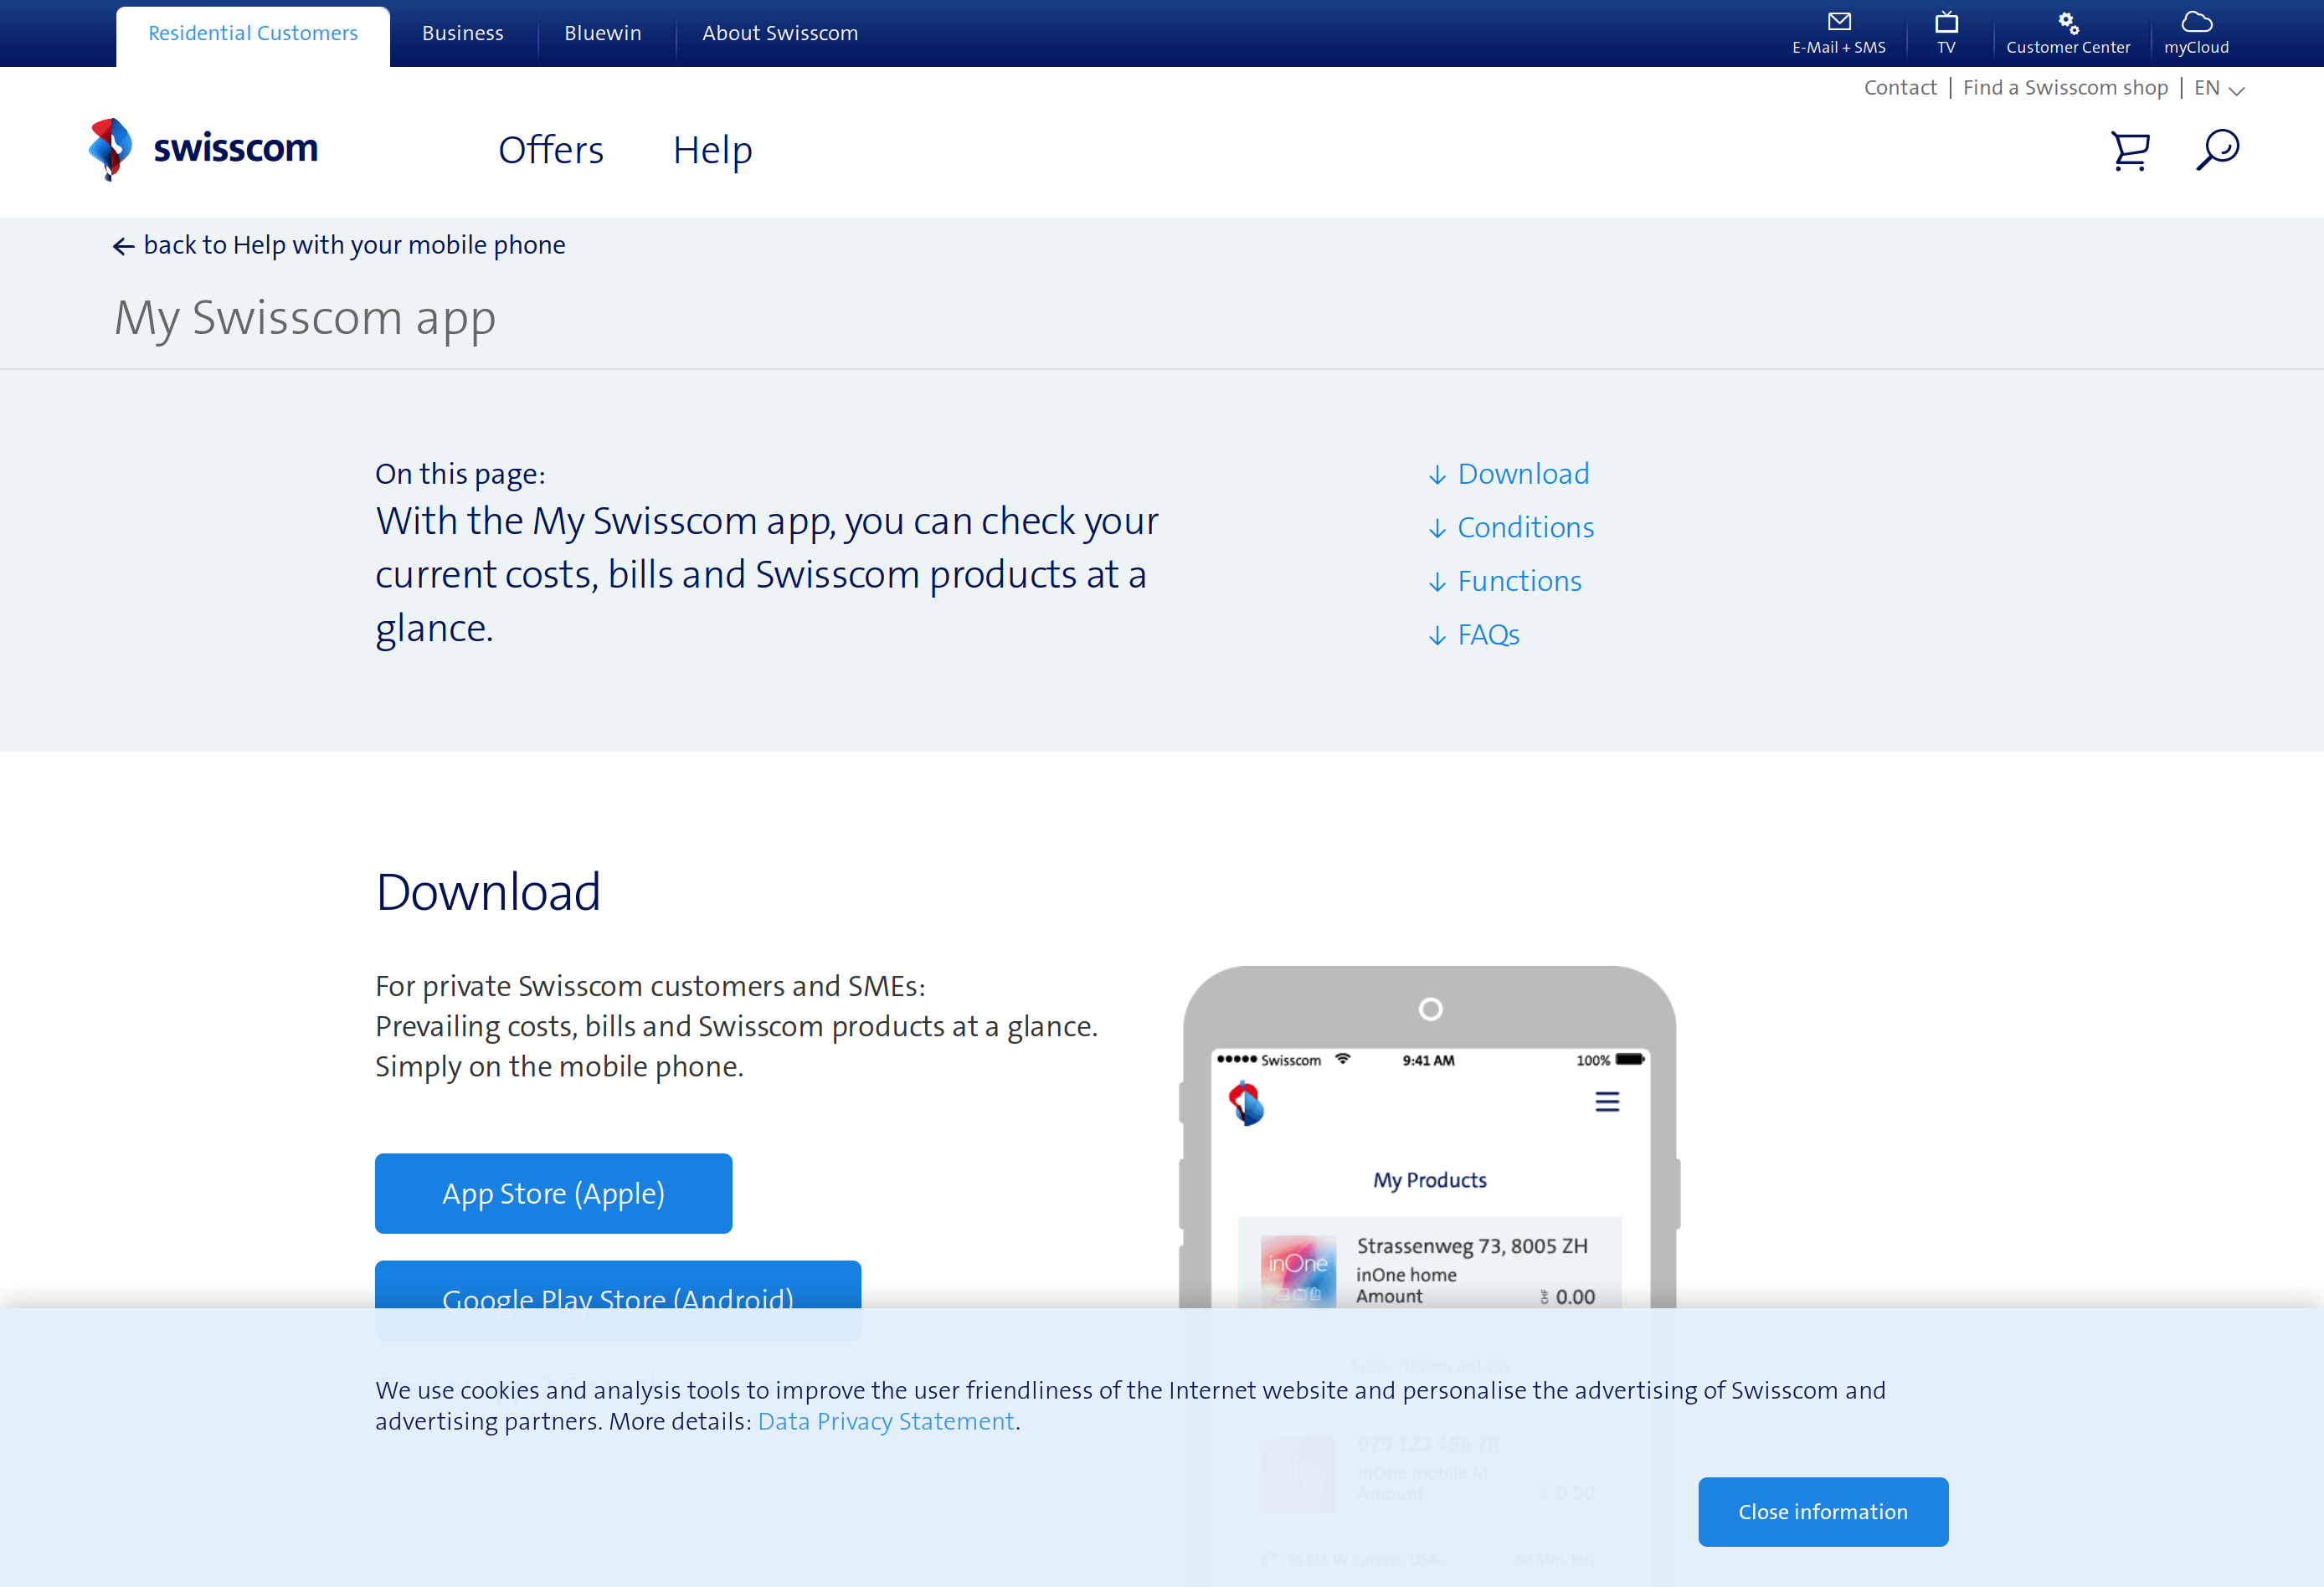 Residential Customers
Business
Bluewin
About Swisscom
E-Mail + SMS
TV
Customer Center
myCloud
Contact
Find a Swisscom shop
EN
swisscom
Offers
Help
back to Help with your mobile phone
My Swisscom app
On this page:
With the My Swisscom app, you can check your
current costs, bills and Swisscom products at a
glance.
Download
Conditions
Functions
FAQs
Download
For private Swisscom customers and SMEs:
Prevailing costs, bills and Swisscom products at a glance.
Simply on the mobile phone.
App Store (Apple)
Google Play Store (Android)
Swisscom
9:41 AM
100%
My Products
inOne
Strassenweg 73, 8005 ZH
inOne home
Amount
CHF 0.00
Subscription details
We use cookies and analysis tools to improve the user friendliness of the Internet website and personalise the advertising of Swisscom and
advertising partners. More details: Data Privacy Statement.
079 123 456 78
inOne mobile M
Amount
0.00
To EU, W.Europe, USA,
30 Min. left
Close information